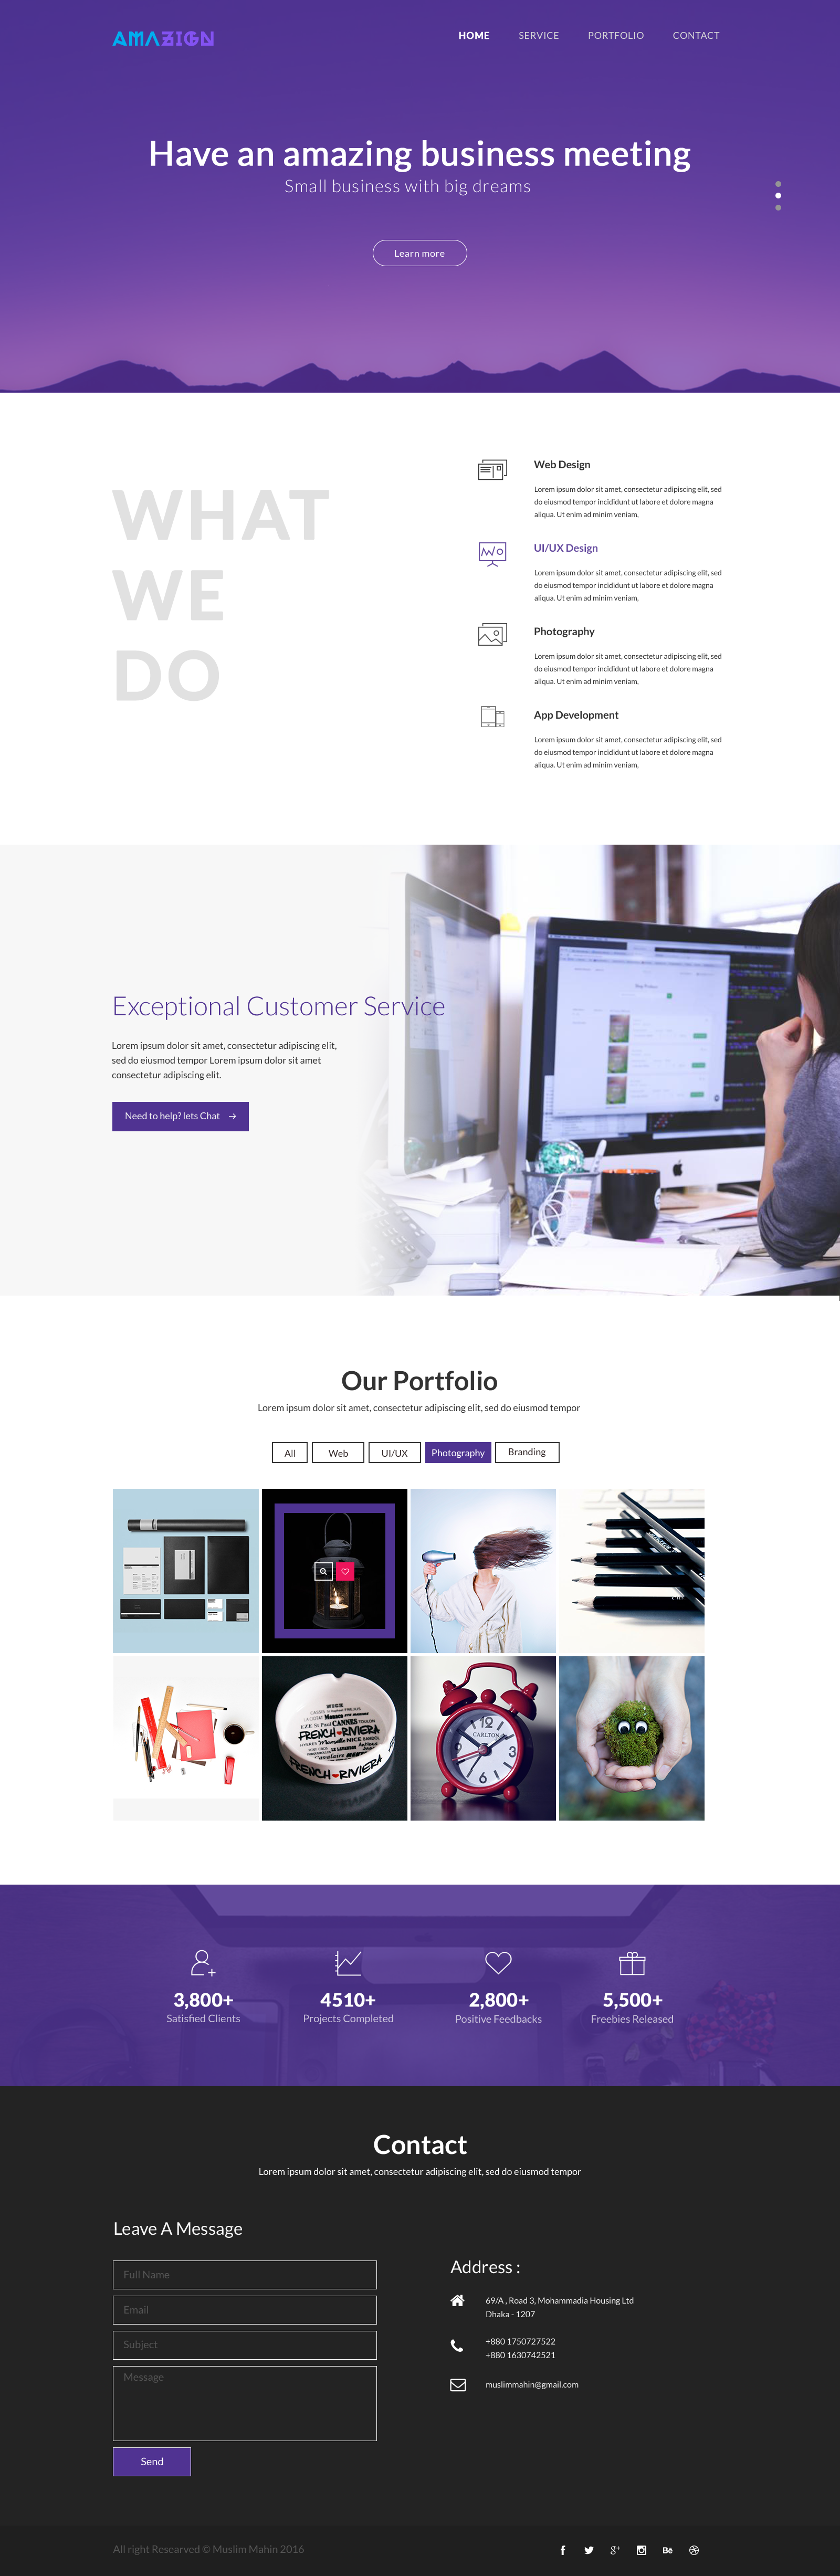 AMAZIGN
HOME SERVICE PORTFOLIO CONTACT
Have an amazing business meeting
Small business with big dreams
Learn more
WHAT
WE
DO
Web Design
Lorem ipsum dolor sit amet, consectetur adipiscing elit, sed
do eiusmod tempor incididunt ut labore et dolore magna
aliqua. Ut enim ad minim veniam,
UI/UX Design
Lorem ipsum dolor sit amet, consectetur adipiscing elit, sed
do eiusmod tempor incididunt ut labore et dolore magna
aliqua. Ut enim ad minim veniam,
Photography
Lorem ipsum dolor sit amet, consectetur adipiscing elit, sed
do eiusmod tempor incididunt ut labore et dolore magna
aliqua. Ut enim ad minim veniam,
App Development
Lorem ipsum dolor sit amet, consectetur adipiscing elit, sed
do eiusmod tempor incididunt ut labore et dolore magna
aliqua. Ut enim ad minim veniam,
Exceptional Customer Service
Lorem ipsum dolor sit amet, consectetur adipiscing elit,
sed do eiusmod tempor Lorem ipsum dolor sit amet
consectetur adipiscing elit.
Need to help? lets Chat →
Our Portfolio
Lorem ipsum dolor sit amet, consectetur adipiscing elit, sed do eiusmod tempor
All Web UI/UX Photography Branding
NICE
CANNES
FRENCH RIVIERA
FRENCH RIVIERA
CARLTON
3,800+
Satisfied Clients
4510+
Projects Completed
2,800+
Positive Feedbacks
5,500+
Freebies Released
Contact
Lorem ipsum dolor sit amet, consectetur adipiscing elit, sed do eiusmod tempor
Leave A Message
Full Name
Email
Subject
Message
Send
Address :
69/A , Road 3, Mohammadia Housing Ltd
Dhaka - 1207
+880 1750727522
+880 1630742521
muslimmahin@gmail.com
All right Researved © Muslim Mahin 2016